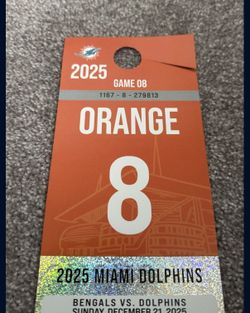 2025
GAME 08
1167 - 8 - 279813
ORANGE
8
2025 MIAMI DOLPHINS
BENGALS VS. DOLPHINS
SUNDAY, DECEMBER 21, 2025